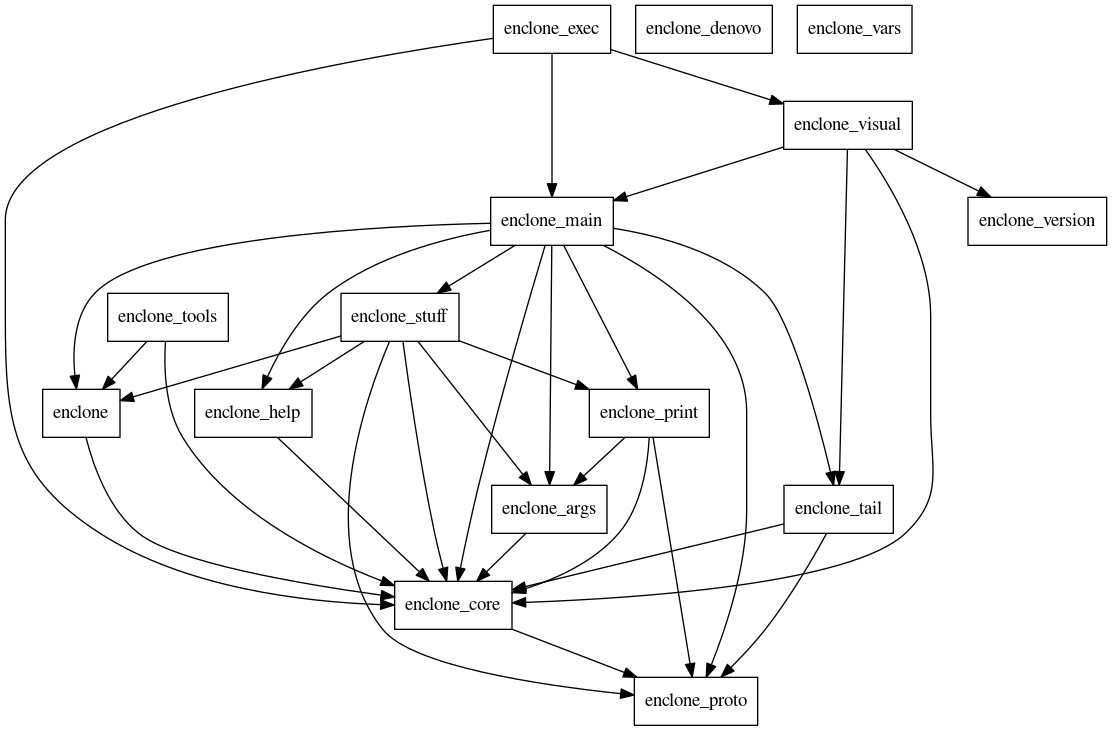 enclone_exec
enclone_denovo
enclone_vars
enclone_visual
enclone_main
enclone_version
enclone_tools
enclone_stuff
enclone
enclone_help
enclone_print
enclone_args
enclone_tail
enclone_core
enclone_proto